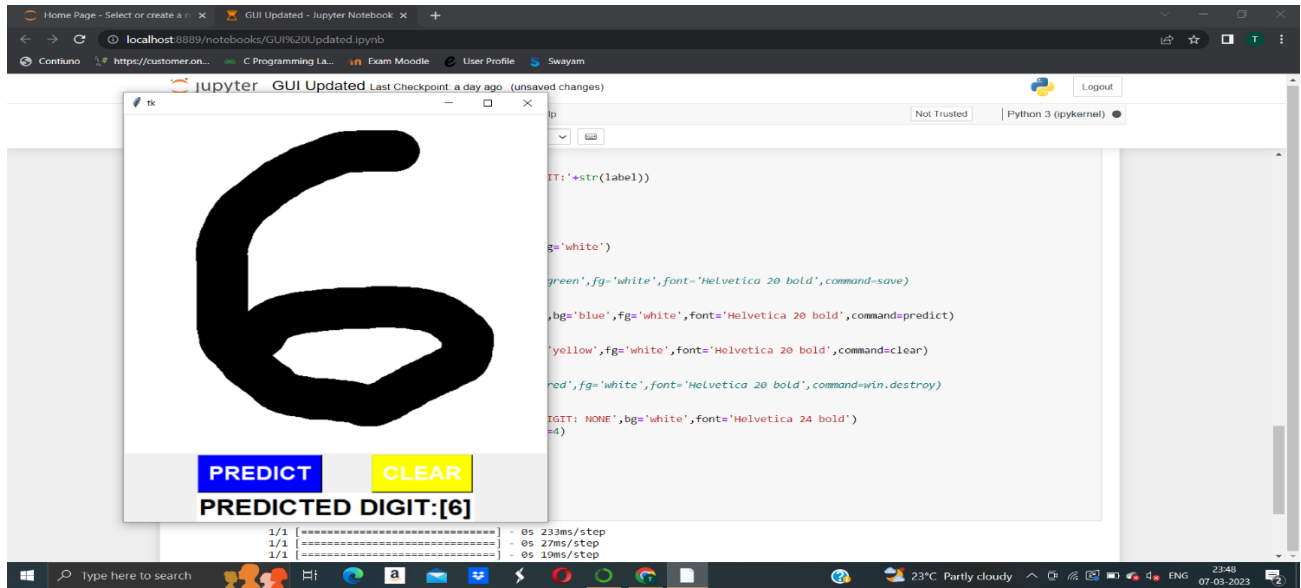 Home Page - Select or create a n
GUI Updated - Jupyter Notebook
localhost:8889/notebooks/GUI%20Updated.ipynb
Contiuno https://customer.on... C Programming La... Exam Moodle User Profile Swayam
jupyter GUI Updated Last Checkpoint: a day ago (unsaved changes) Logout
tk
lp Not Trusted Python 3 (ipykernel)
IT:'+str(label))
g='white')
green',fg='white',font='Helvetica 20 bold',command=save)
,bg='blue',fg='white',font='Helvetica 20 bold',command=predict)
'yellow',fg='white',font='Helvetica 20 bold',command=clear)
red',fg='white',font='Helvetica 20 bold',command=win.destroy)
IGIT: NONE',bg='white',font='Helvetica 24 bold')
=4)
6
PREDICT CLEAR
PREDICTED DIGIT:[6]
1/1 [==============================] - 0s 233ms/step
1/1 [==============================] - 0s 27ms/step
1/1 [==============================] - 0s 19ms/step
Type here to search 23°C Partly cloudy ENG 23:48
07-03-2023